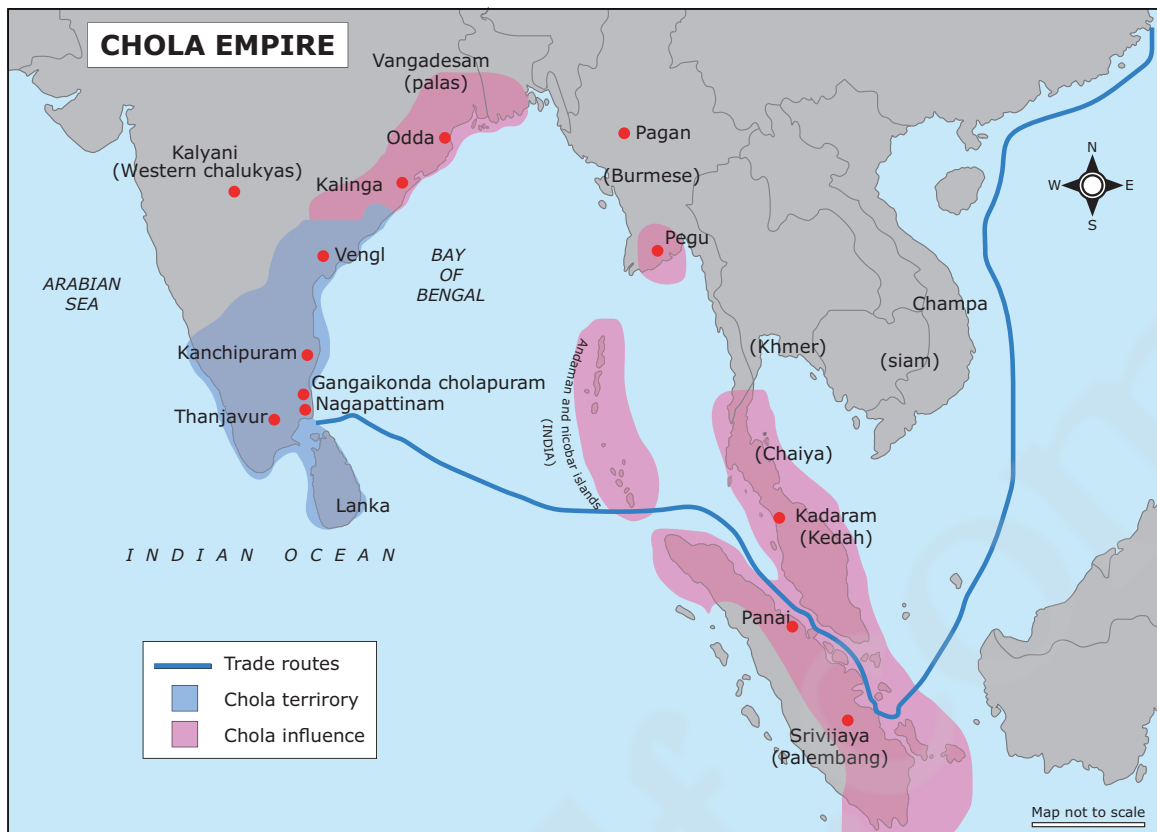 CHOLA EMPIRE
Vangadesam
(palas)
Odda
Kalyani
(Western chalukyas)
Kalinga
Pagan
(Burmese)
N
W
E
S
Vengl
Pegu
BAY
OF
BENGAL
ARABIAN
SEA
Champa
Kanchipuram
(Khmer)
(siam)
Gangaikonda cholapuram
Nagapattinam
Thanjavur
Andaman and nicobar islands
(INDIA)
(Chaiya)
Lanka
Kadaram
(Kedah)
INDIAN OCEAN
Panai
Trade routes
Chola terrirory
Chola influence
Srivijaya
(Palembang)
Map not to scale